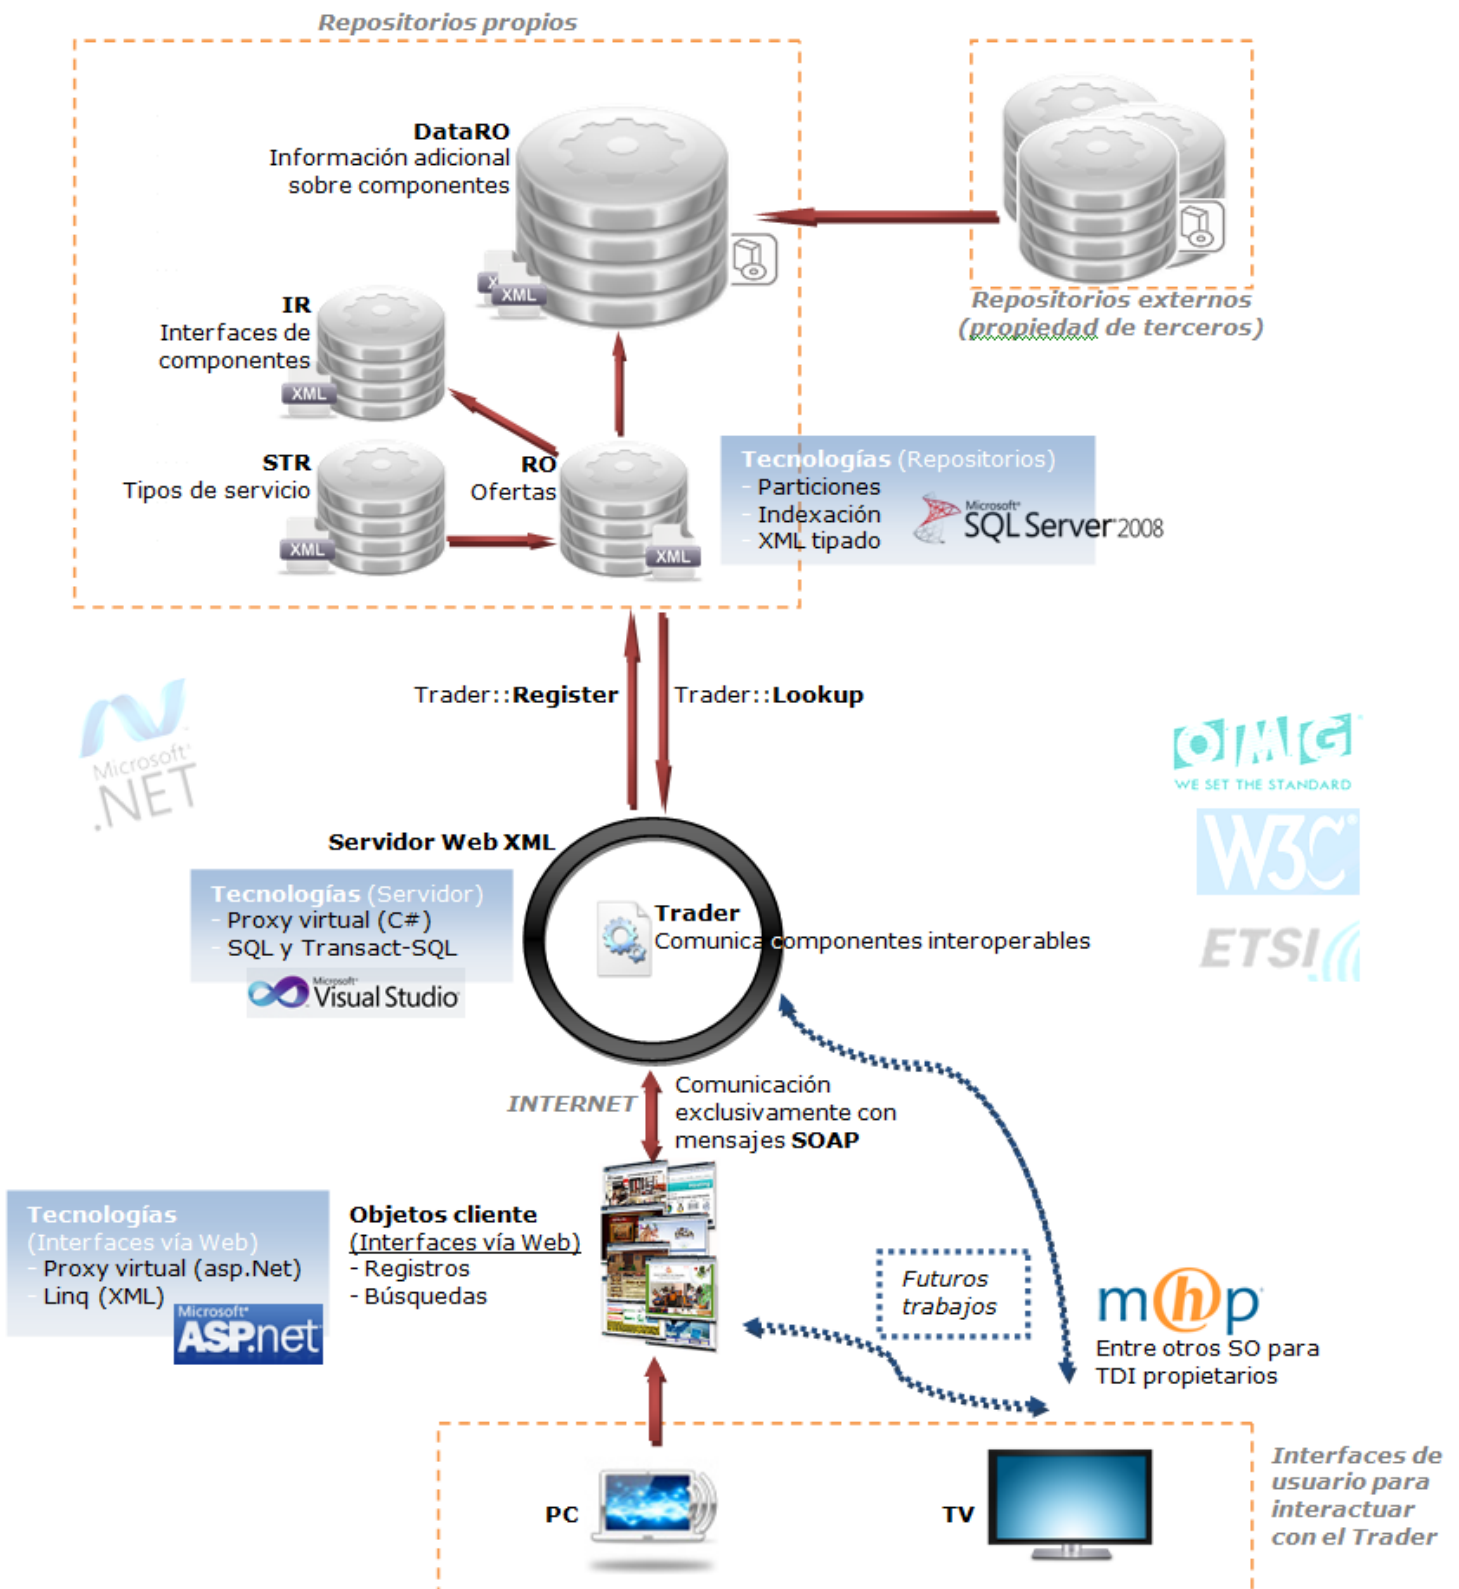 Repositorios propios
DataRO
Información adicional
sobre componentes
XML
IR
Interfaces de
componentes
XML
Repositorios externos
(propiedad de terceros)
STR
Tipos de servicio
XML
RO
Ofertas
XML
Tecnologías (Repositorios)
- Particiones
- Indexación
- XML tipado
Microsoft®
SQL Server® 2008
Trader::Register
Trader::Lookup
Microsoft®
.NET
OMG
WE SET THE STANDARD
W3C®
ETSI
Servidor Web XML
Tecnologías (Servidor)
- Proxy virtual (C#)
- SQL y Transact-SQL
Microsoft®
Visual Studio
Trader
Comunica componentes interoperables
INTERNET
Comunicación
exclusivamente con
mensajes SOAP
Tecnologías
(Interfaces vía Web)
- Proxy virtual (asp.Net)
- Linq (XML)
Microsoft®
ASP.net
Objetos cliente
(Interfaces vía Web)
- Registros
- Búsquedas
Futuros
trabajos
mhp
Entre otros SO para
TDI propietarios
PC
TV
Interfaces de
usuario para
interactuar
con el Trader